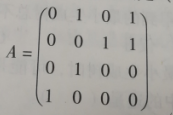 0 1 0 1
0 0 1 1
A =
0 1 0 0
1 0 0 0